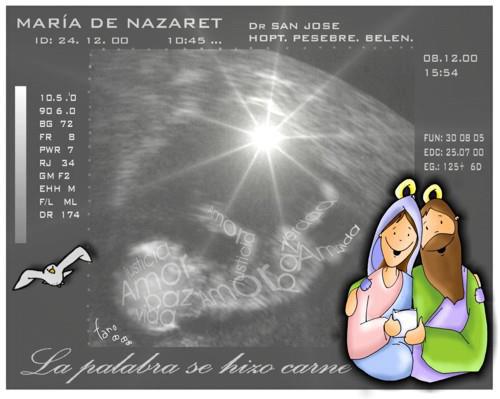 MARÍA DE NAZARET
ID: 24. 12. 00 10:45 ...
DR SAN JOSE
HOPT. PESEBRE. BELEN.
08.12.00
15:54
10.5.'0
90 6.0
BG 72
FR 8
PWR 7
RJ 34
GM F2
EHH M
F/L ML
DR 174
FUN: 30 08 05
EDC: 25.07 00
EG.: 125† 6D
Justicia
Amor
paz
vida
Amor
Amor
Justicia
paz
Ayuda
fano
La palabra se hizo carne